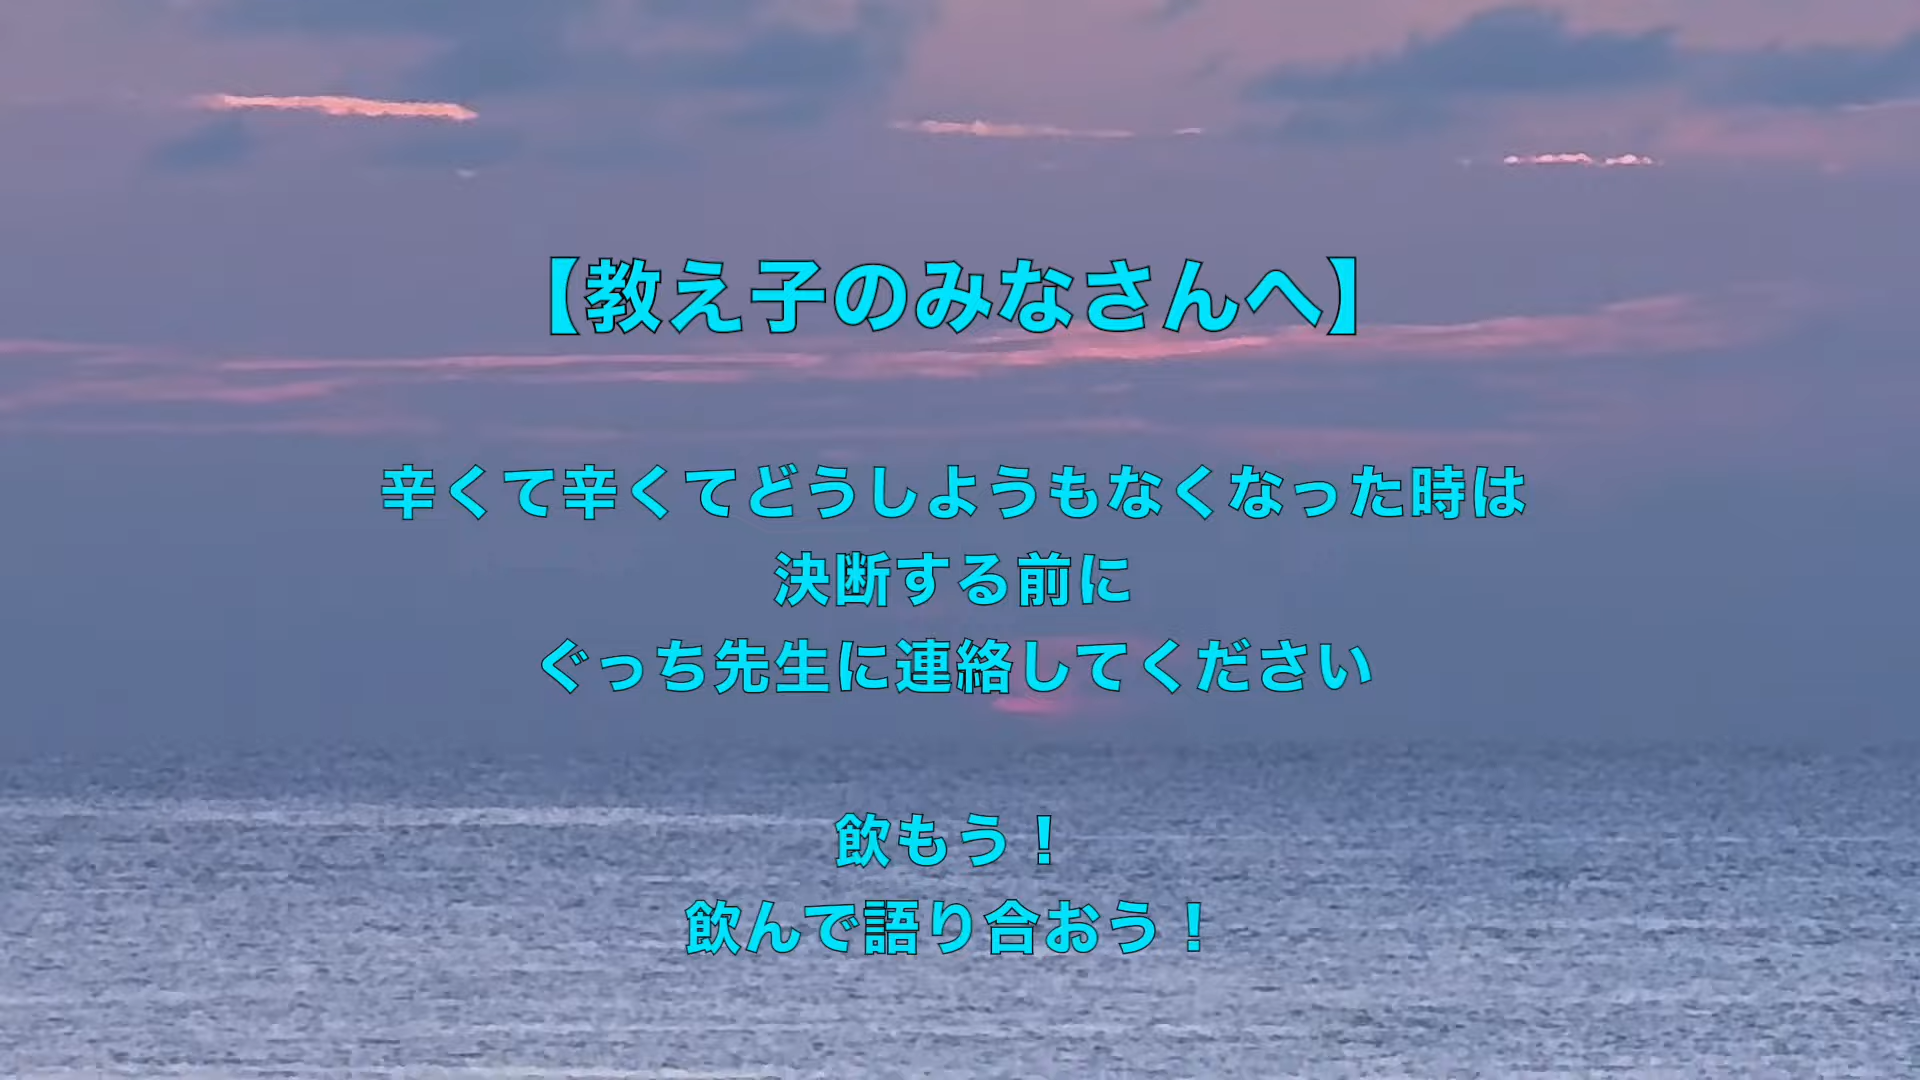 【教え子のみなさんへ】
辛くて辛くてどうしようもなくなった時は
決断する前に
ぐっち先生に連絡してください
飲もう！
飲んで語り合おう！